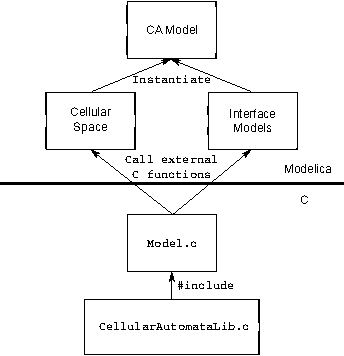 CA Model
Instantiate
Cellular
Space
Interface
Models
Call external
C functions
Modelica
C
Model.c
#include
CellularAutomataLib.c